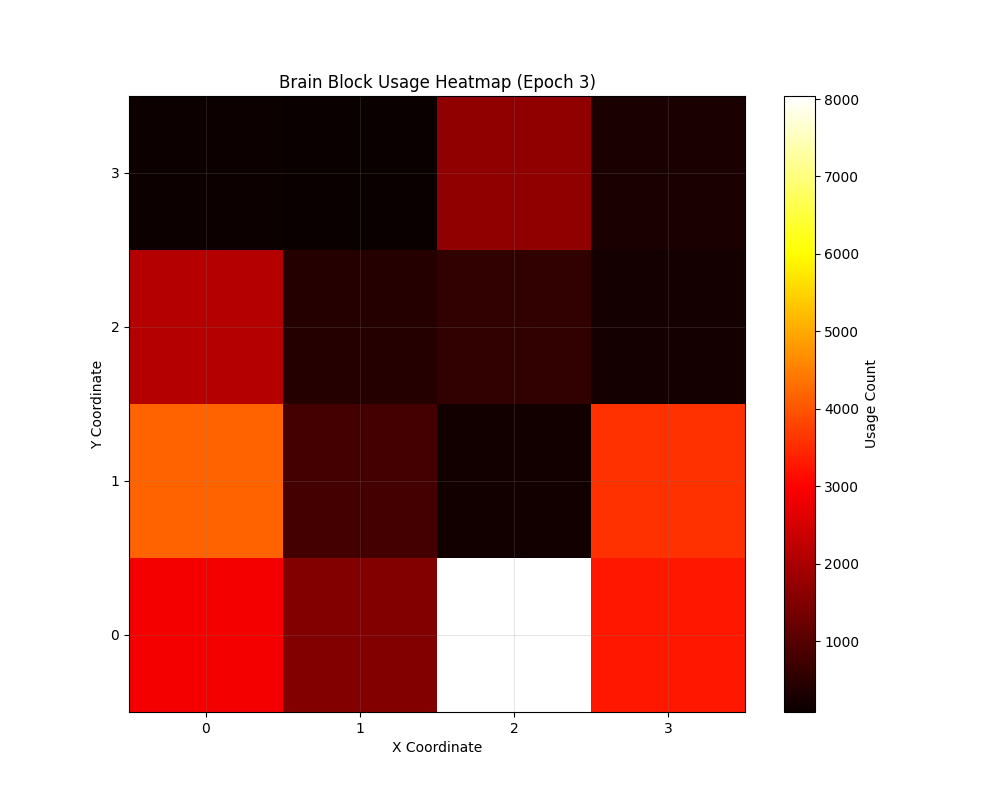 Brain Block Usage Heatmap (Epoch 3)
8000
7000
6000
5000
4000
3000
2000
1000
Usage Count
3
2
1
0
Y Coordinate
0 1 2 3
X Coordinate